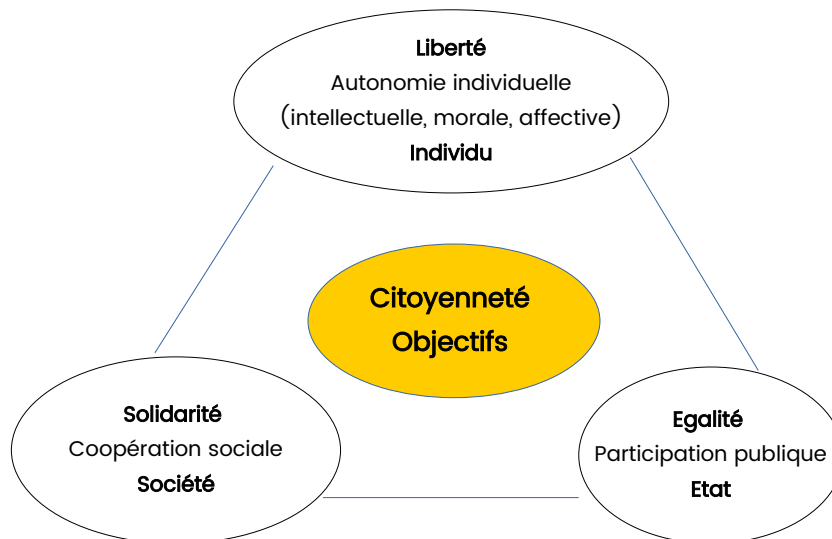 Liberté
Autonomie individuelle
(intellectuelle, morale, affective)
Individu
Citoyenneté
Objectifs
Solidarité
Coopération sociale
Société
Egalité
Participation publique
Etat